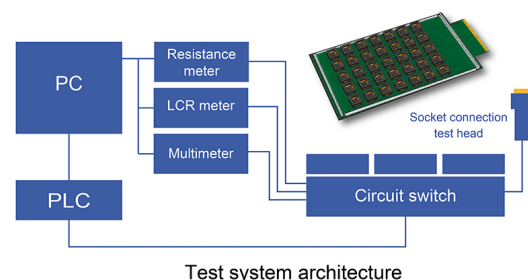 PC
Resistance
meter
LCR meter
Multimeter
PLC
Circuit switch
Socket connection
test head
Test system architecture